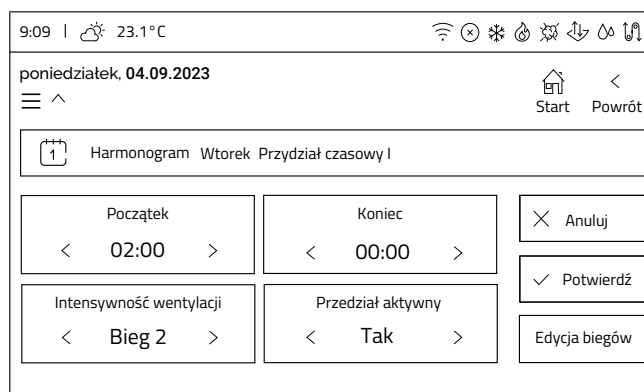 9:09 | 23.1°C
poniedziałek, 04.09.2023
Start Powrót
1 Harmonogram Wtorek Przydział czasowy I
Początek Koniec
02:00 00:00
Anuluj
Intensywność wentylacji Przedział aktywny
Bieg 2 Tak
Potwierdź
Edycja biegów